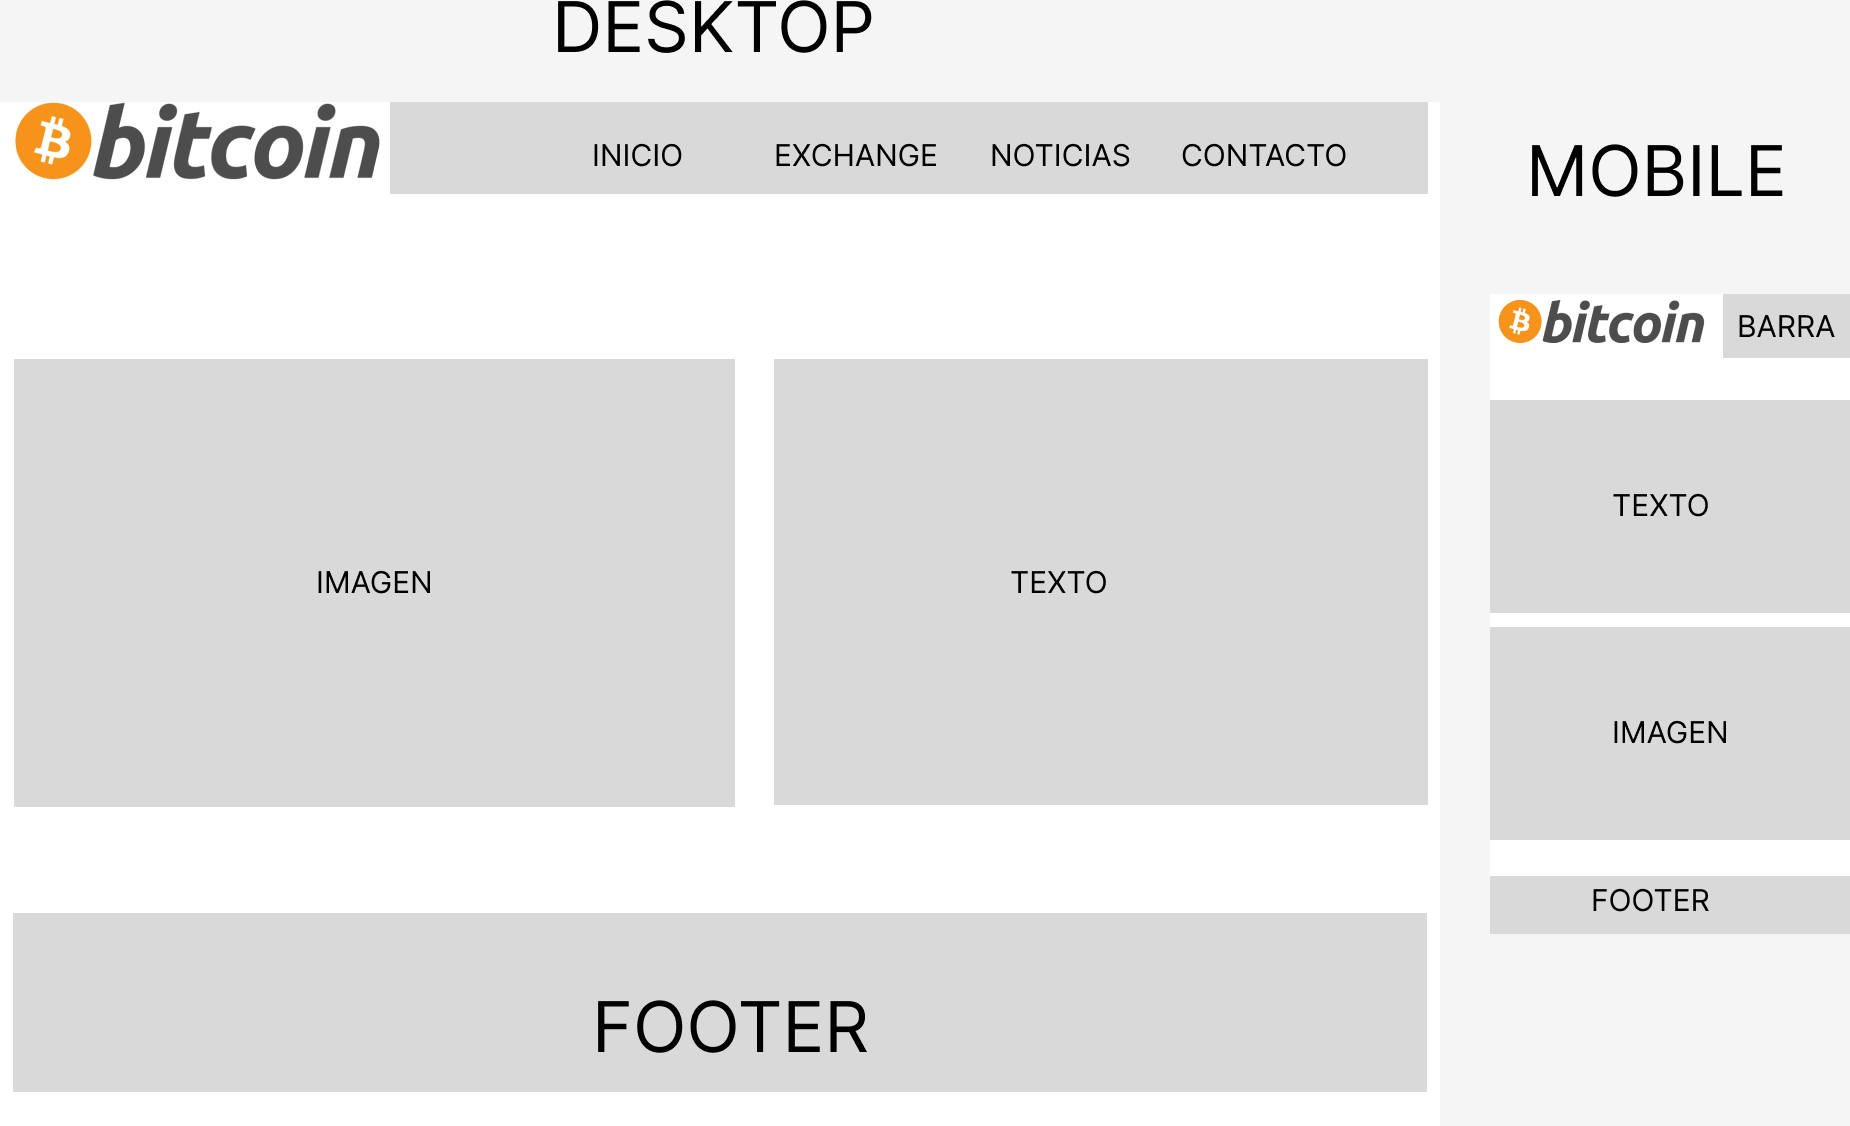 DESKTOP
bitcoin
INICIO EXCHANGE NOTICIAS CONTACTO
IMAGEN
TEXTO
FOOTER
MOBILE
bitcoin
BARRA
TEXTO
IMAGEN
FOOTER